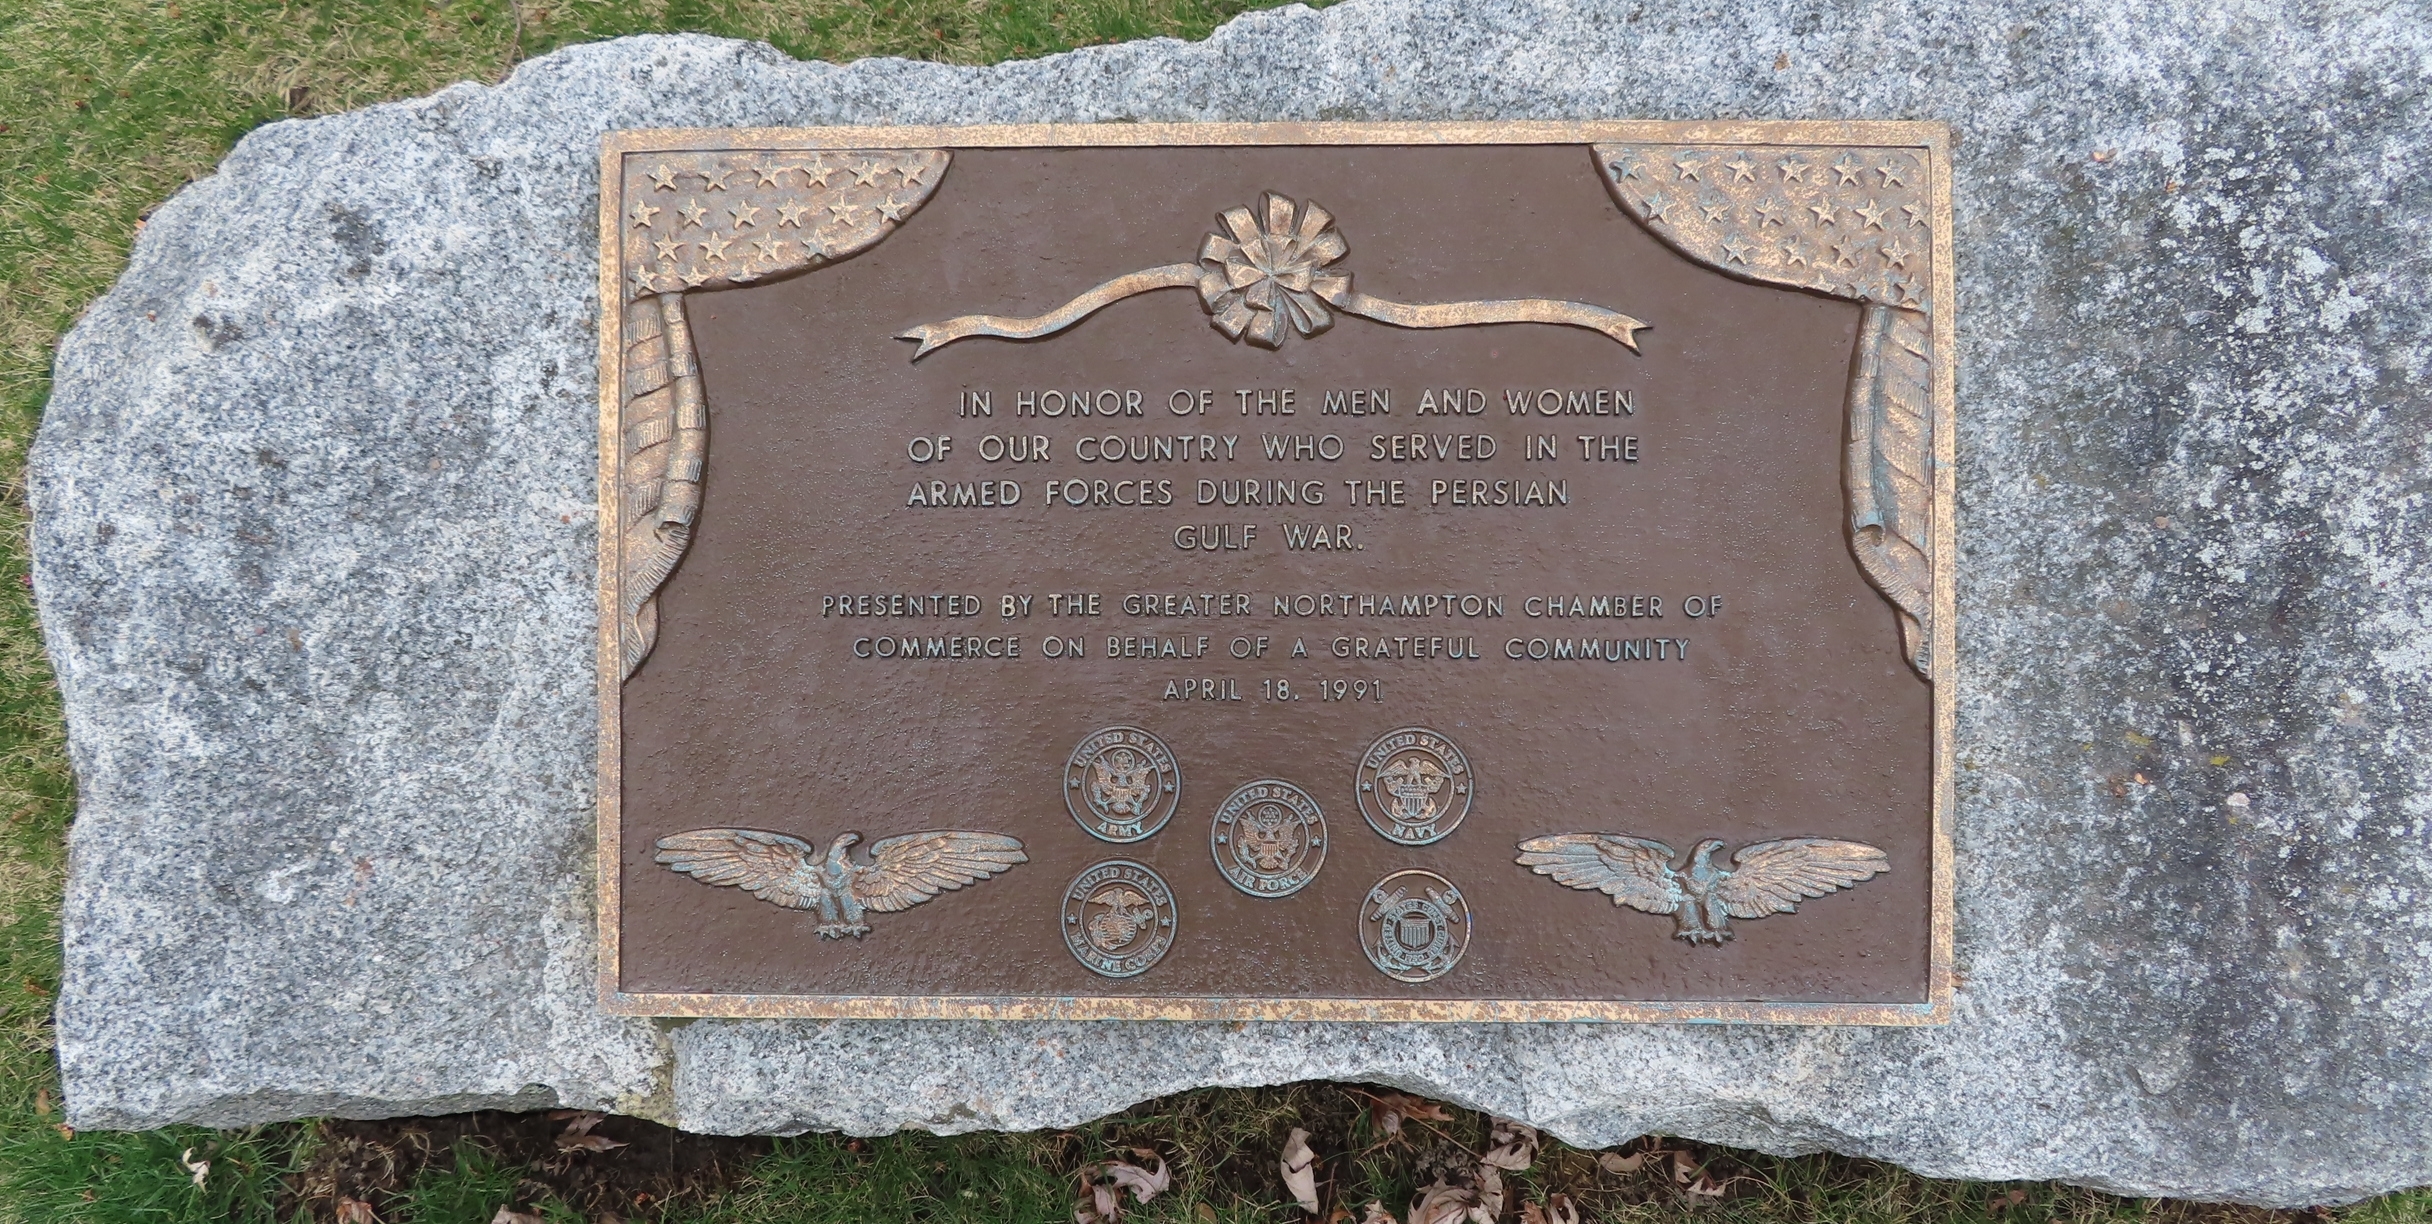 IN HONOR OF THE MEN AND WOMEN
OF OUR COUNTRY WHO SERVED IN THE
ARMED FORCES DURING THE PERSIAN
GULF WAR.
PRESENTED BY THE GREATER NORTHAMPTON CHAMBER OF
COMMERCE ON BEHALF OF A GRATEFUL COMMUNITY
APRIL 18. 1991
UNITED STATES
ARMY
UNITED STATES
NAVY
UNITED STATES
AIR FORCE
UNITED STATES
MARINE CORPS